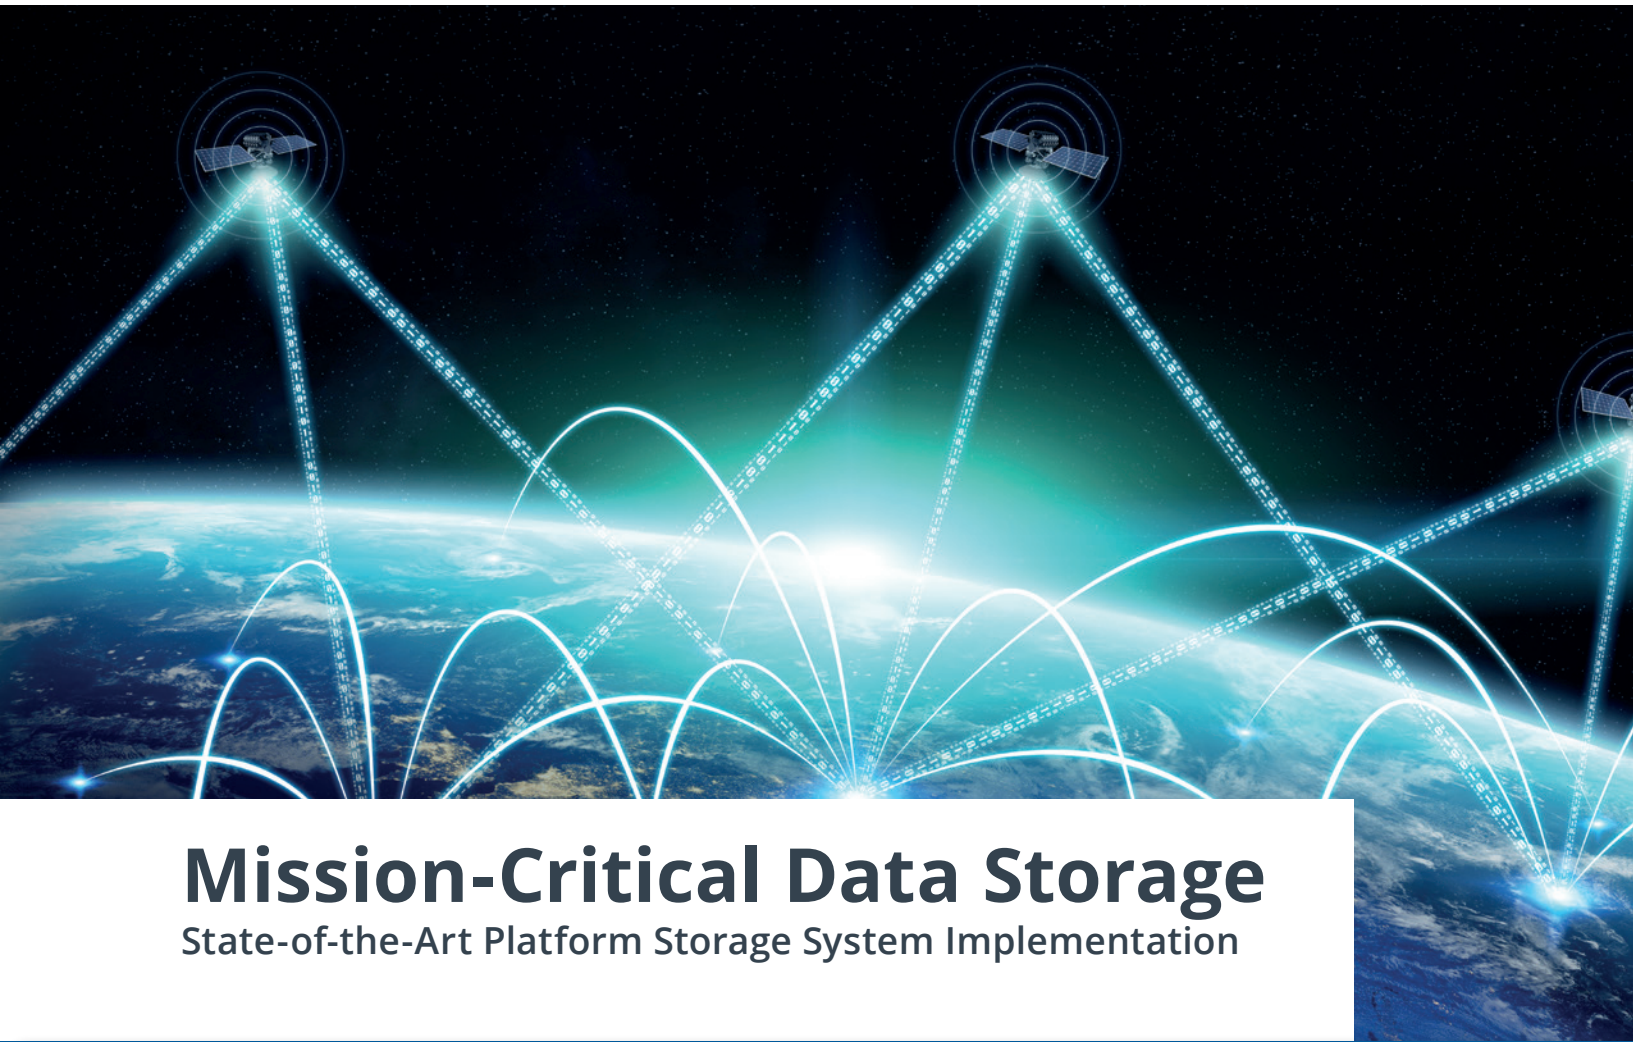 Mission-Critical Data Storage
State-of-the-Art Platform Storage System Implementation